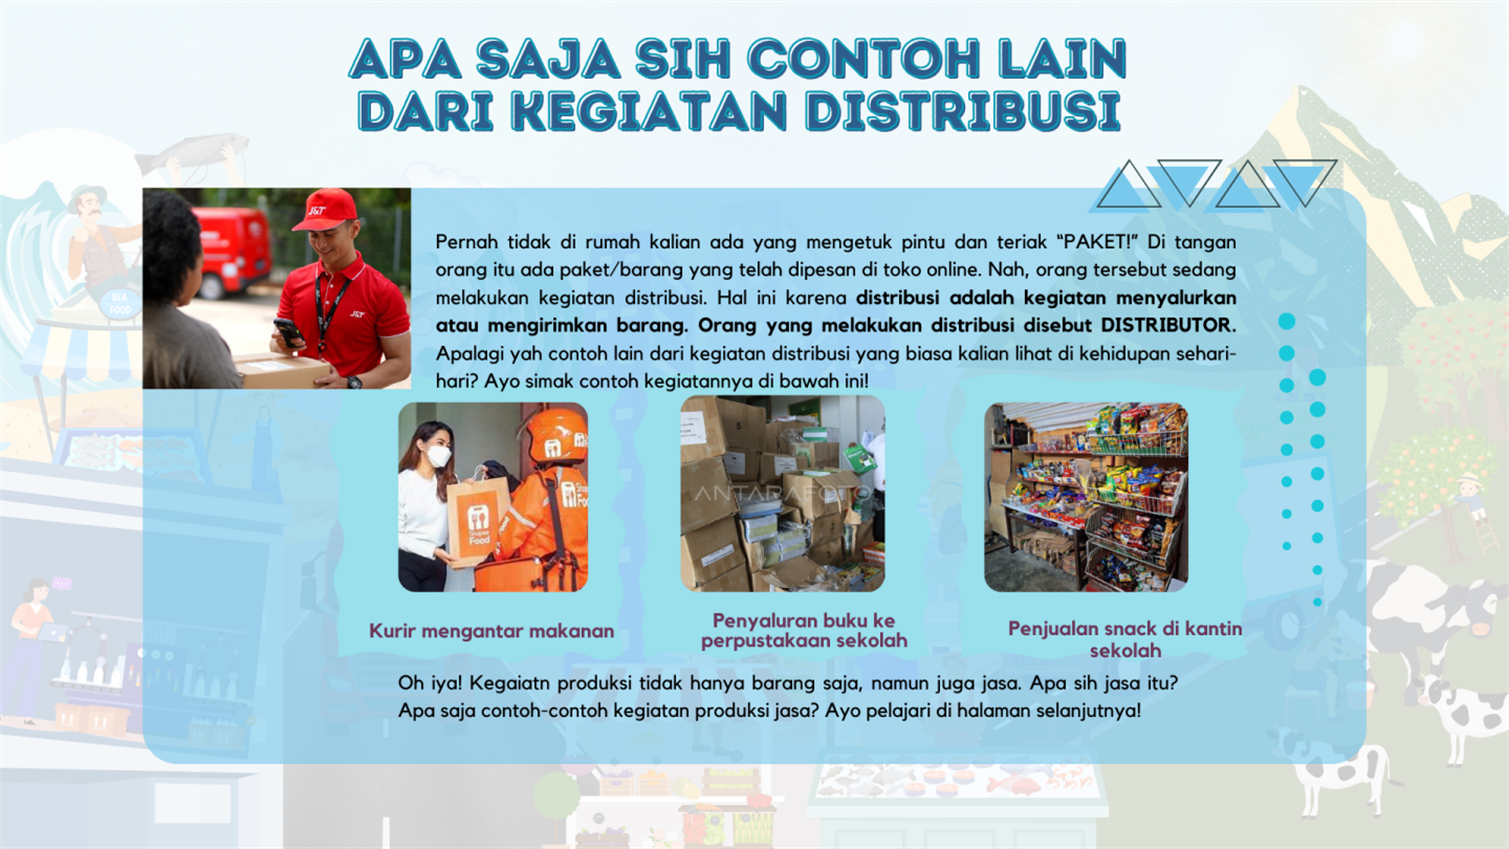 APA SAJA SIH CONTOH LAIN
DARI KEGIATAN DISTRIBUSI
Pernah tidak di rumah kalian ada yang mengetuk pintu dan teriak “PAKET!” Di tangan
orang itu ada paket/barang yang telah dipesan di toko online. Nah, orang tersebut sedang
melakukan kegiatan distribusi. Hal ini karena distribusi adalah kegiatan menyalurkan
atau mengirimkan barang. Orang yang melakukan distribusi disebut DISTRIBUTOR.
Apalagi yah contoh lain dari kegiatan distribusi yang biasa kalian lihat di kehidupan sehari-
hari? Ayo simak contoh kegiatannya di bawah ini!
J&T
J&T
SEA
FOOD
Shopee
Food
ANTARAFOTO
Kurir mengantar makanan
Penyaluran buku ke
perpustakaan sekolah
Penjualan snack di kantin
sekolah
Oh iya! Kegaiatn produksi tidak hanya barang saja, namun juga jasa. Apa sih jasa itu?
Apa saja contoh-contoh kegiatan produksi jasa? Ayo pelajari di halaman selanjutnya!